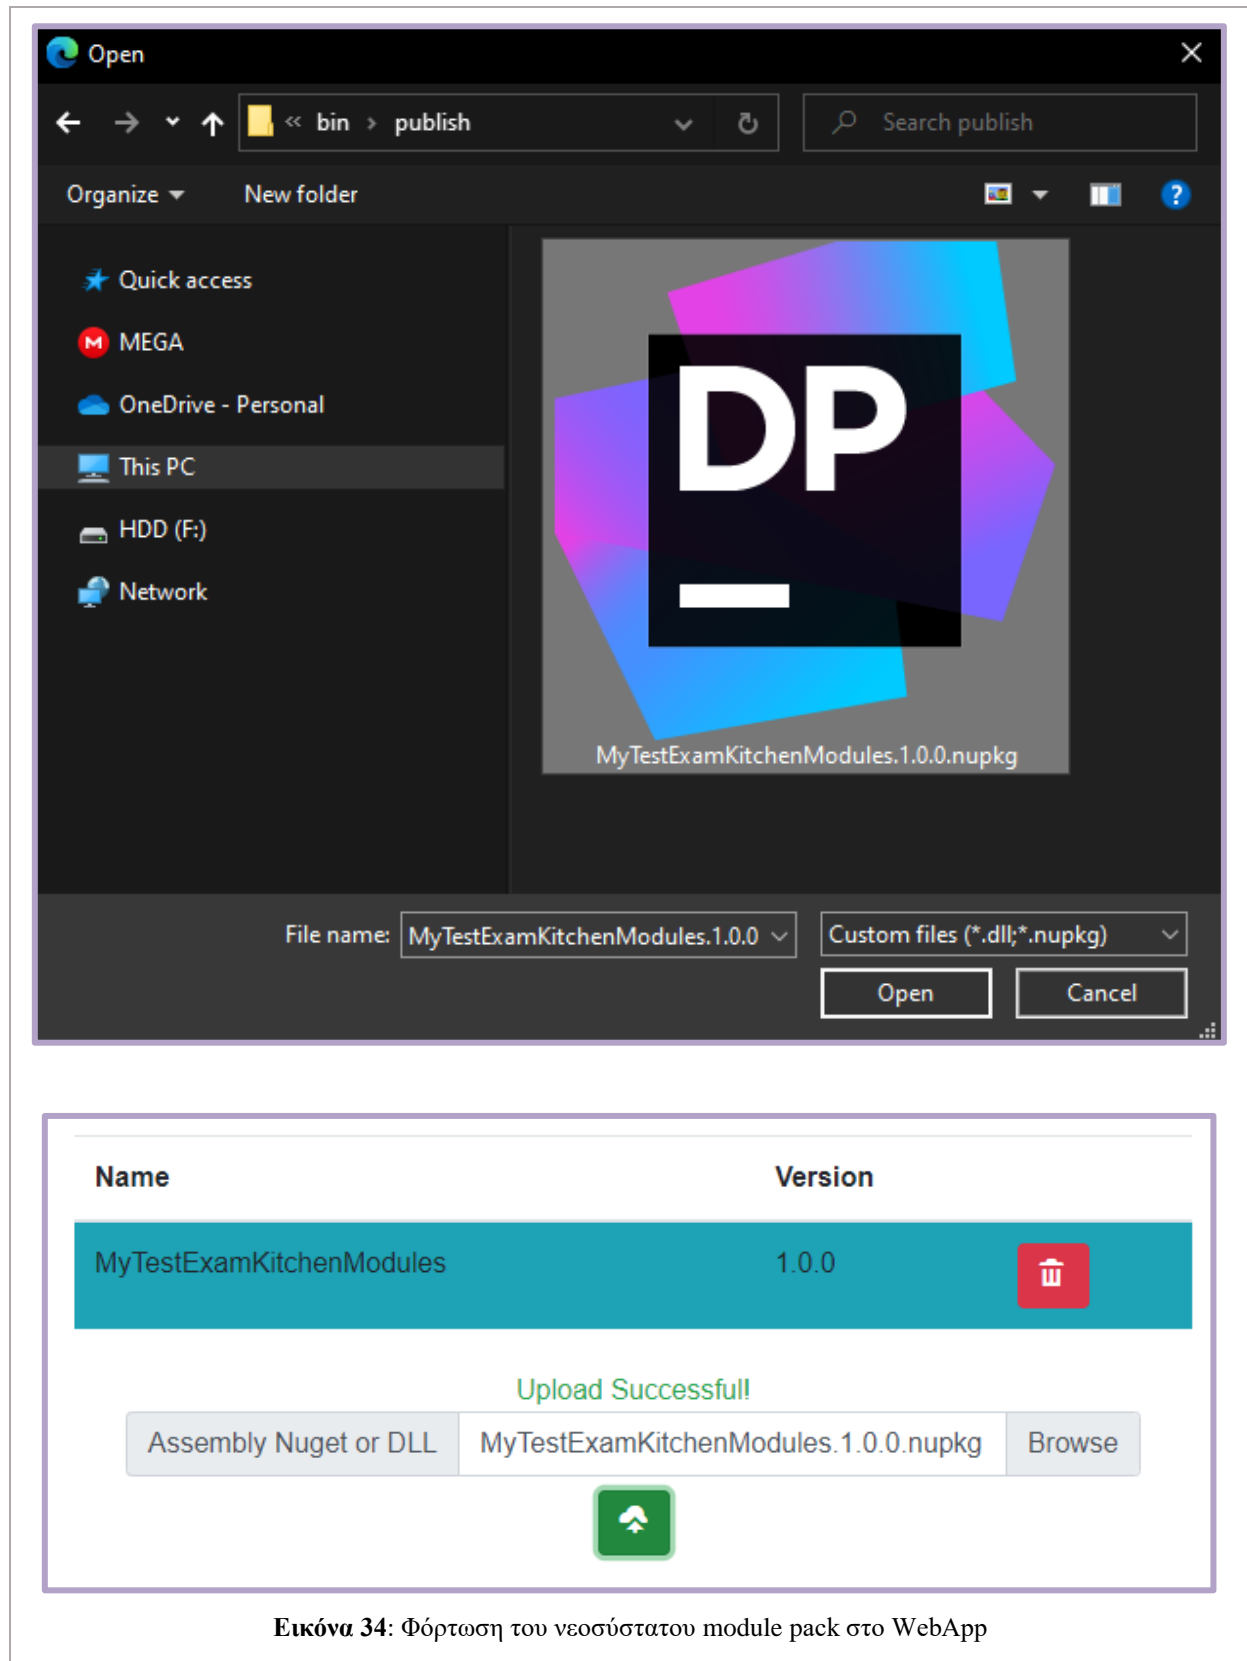 Open
« bin › publish
Search publish
Organize
New folder
Quick access
MEGA
OneDrive - Personal
This PC
HDD (F:)
Network
DP
MyTestExamKitchenModules.1.0.0.nupkg
File name: MyTestExamKitchenModules.1.0.0
Custom files (*.dll;*.nupkg)
Open
Cancel
Name Version
MyTestExamKitchenModules 1.0.0
Upload Successful!
Assembly Nuget or DLL MyTestExamKitchenModules.1.0.0.nupkg Browse
Εικόνα 34: Φόρτωση του νεοσύστατου module pack στο WebApp